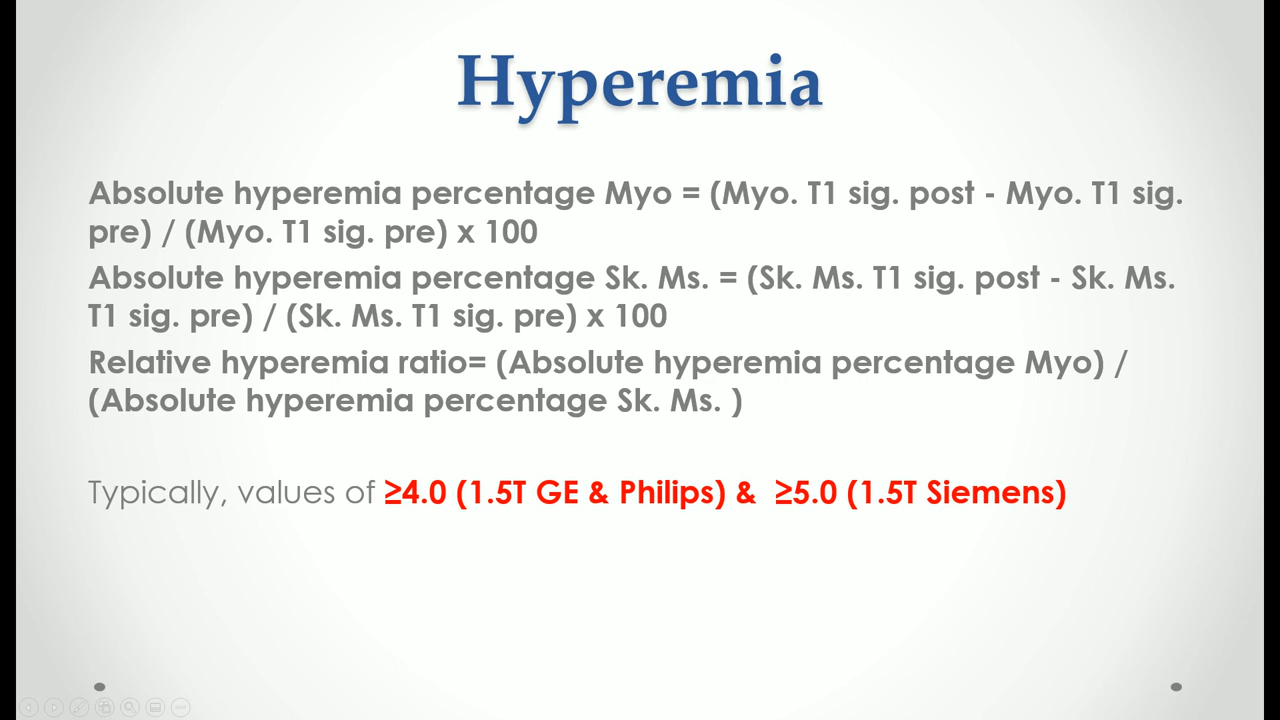 Hyperemia
Absolute hyperemia percentage Myo = (Myo. T1 sig. post - Myo. T1 sig.
pre) / (Myo. T1 sig. pre) x 100
Absolute hyperemia percentage Sk. Ms. = (Sk. Ms. T1 sig. post - Sk. Ms.
T1 sig. pre) / (Sk. Ms. T1 sig. pre) x 100
Relative hyperemia ratio= (Absolute hyperemia percentage Myo) /
(Absolute hyperemia percentage Sk. Ms. )
Typically, values of ≥4.0 (1.5T GE & Philips) &  ≥5.0 (1.5T Siemens)